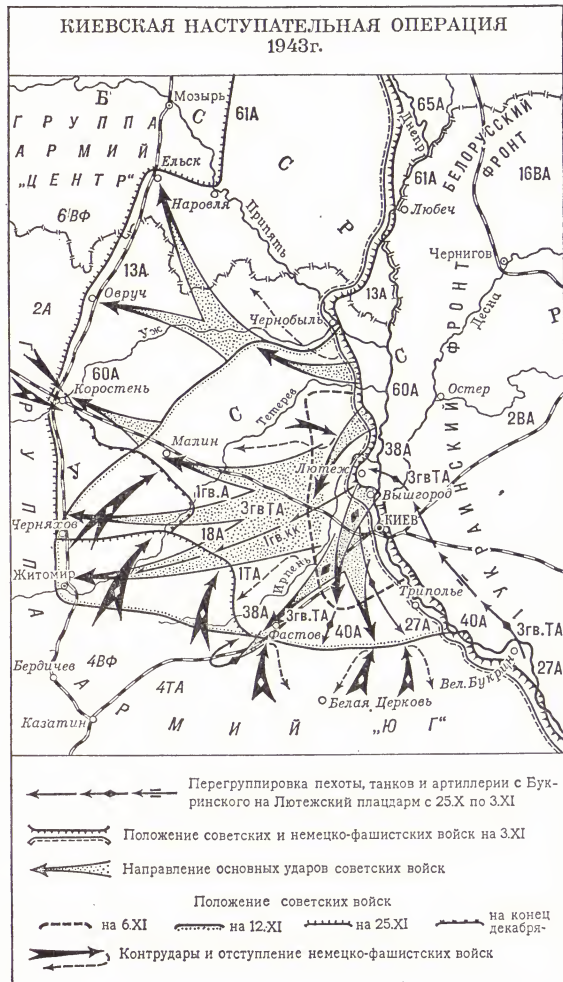 КИЕВСКАЯ НАСТУПАТЕЛЬНАЯ ОПЕРАЦИЯ
1943г.
Б
Мозырь
С
61А
65А
Днепр
БЕЛОРУССКИЙ
ФРОНТ
ГРУППА
АРМИЙ
„ЦЕНТР“
Ельск
С
61А
16ВА
Наровля
Любеч
6ВФ
Припять
Р
Чернигов
13А
Овруч
13А
Десна
2А
Чернобыль
Р
Уж
С
60А
60А
Остер
Коростень
С
Тетерев
2ВА
Малин
38А
Лютеж
3гвТА
1гв.А
Вышгород
3гвТА
КИЕВ
Черняхов
18А
1гв.кк
Житомир
1ТА
Ирпень
Триполье
I УКРАИНСКИЙ ФРОНТ
38А
3гв.ТА
27А
40А
3гв.ТА
Фастов
40А
27А
Бердичев
4ВФ
Вел. Букрин
4ТА
Белая Церковь
Казатин
ГРУППА
АРМИЙ
„ЮГ“
Перегруппировка пехоты, танков и артиллерии с Бук-
ринского на Лютежский плацдарм с 25.X по 3.XI
Положение советских и немецко-фашистских войск на 3.XI
Направление основных ударов советских войск
Положение советских войск
на 6.XI
на 12.XI
на 25.XI
на конец
декабря
Контрудары и отступление немецко-фашистских войск